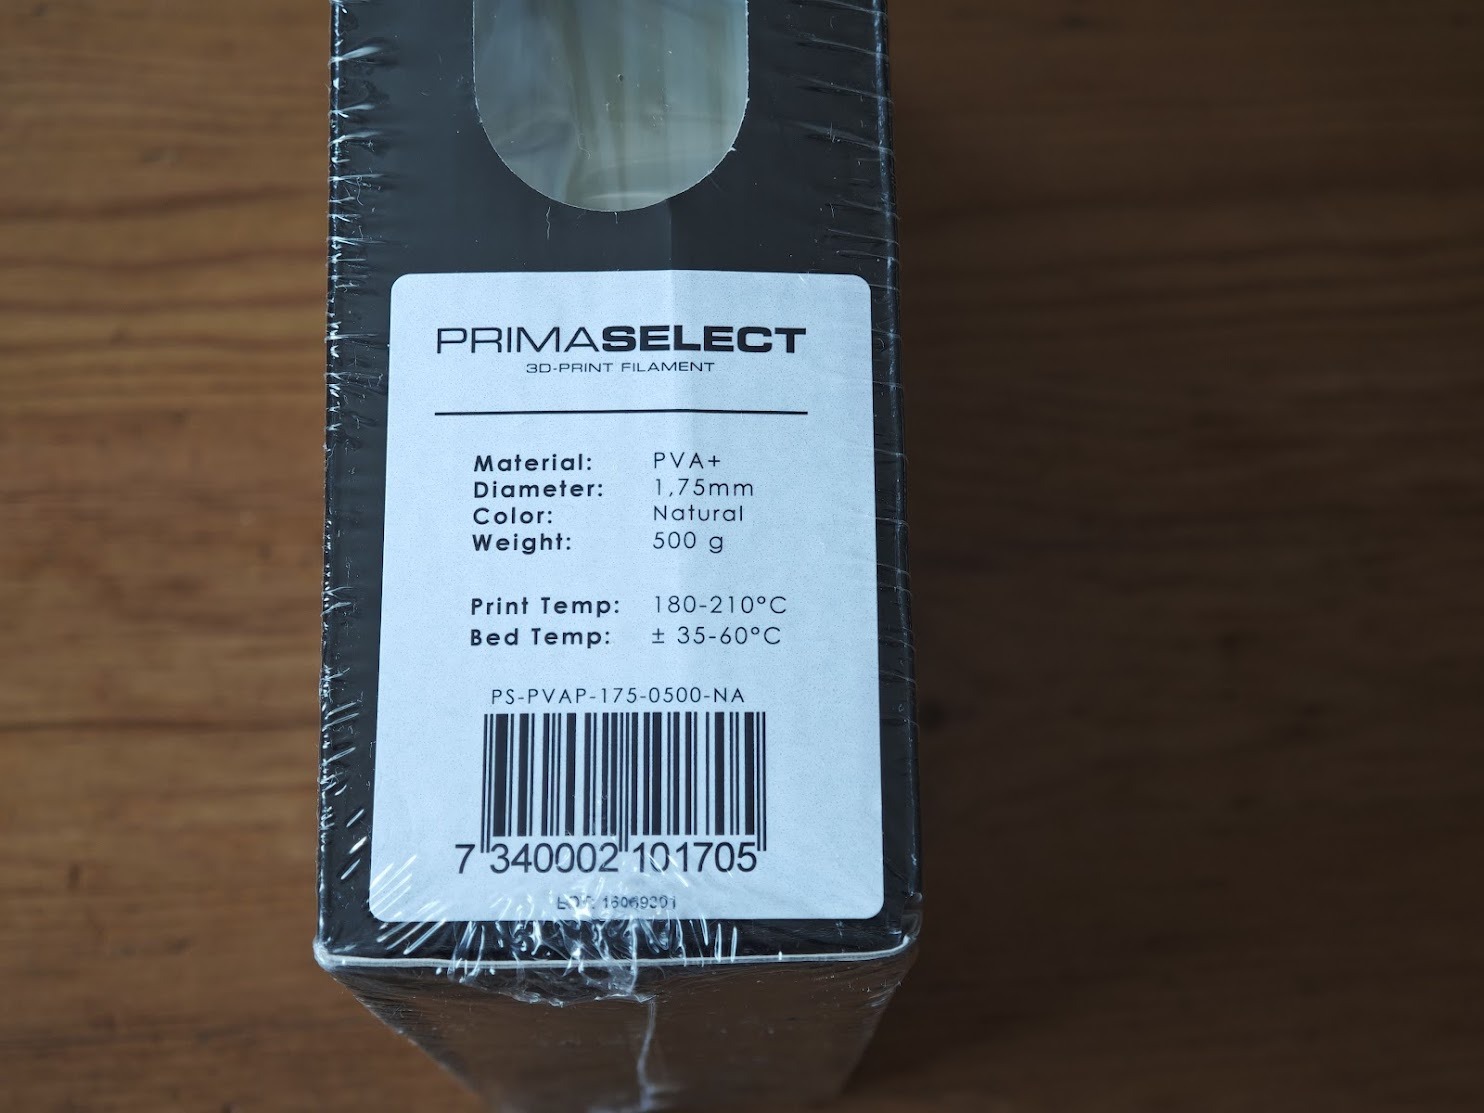 PRIMASELECT
3D-PRINT FILAMENT
Material: PVA+
Diameter: 1,75mm
Color: Natural
Weight: 500 g
Print Temp: 180-210°C
Bed Temp: ± 35-60°C
PS-PVAP-175-0500-NA
7 340002 101705